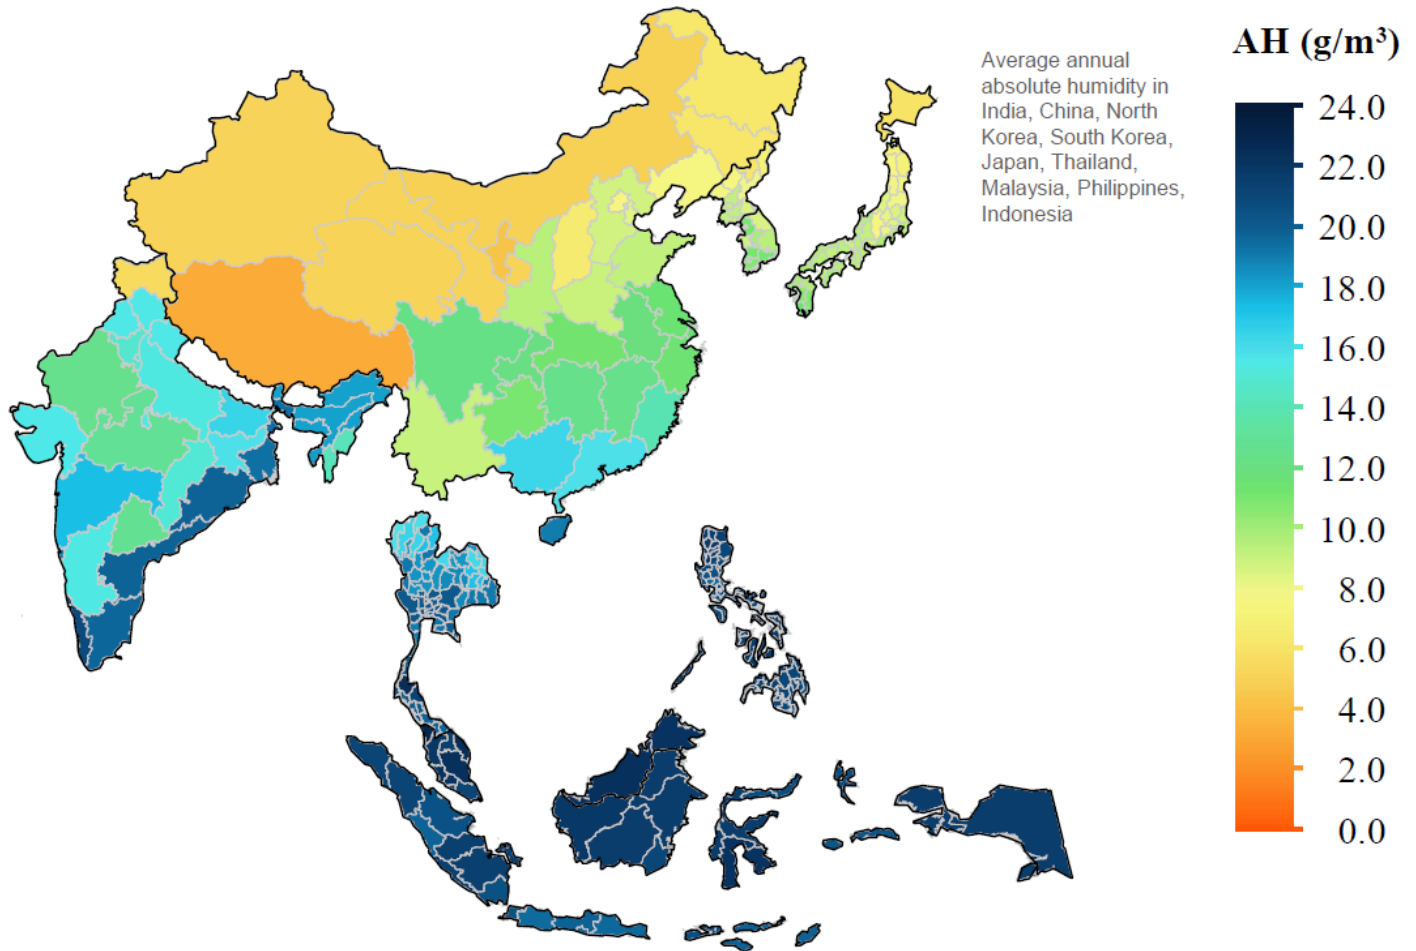 AH (g/m³)
Average annual
absolute humidity in
India, China, North
Korea, South Korea,
Japan, Thailand,
Malaysia, Philippines,
Indonesia
24.0
22.0
20.0
18.0
16.0
14.0
12.0
10.0
8.0
6.0
4.0
2.0
0.0